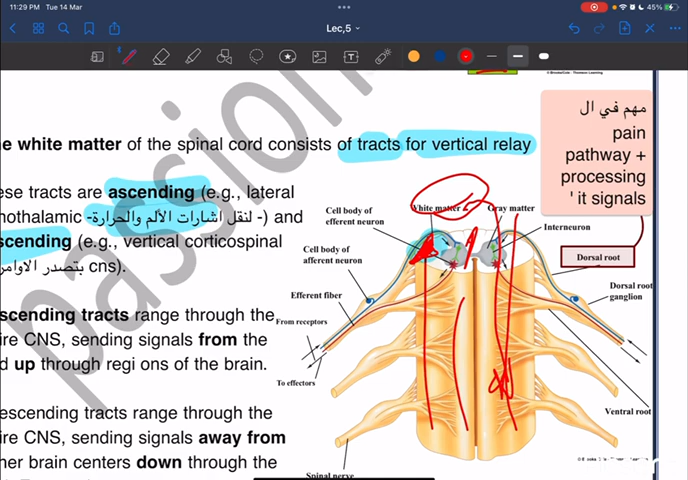 11:29 PM Tue 14 Mar
45%
Lec,5
© Brooks/Cole - Thomson Learning
مهم في ال
pain
pathway +
processing
' it signals
e white matter of the spinal cord consists of tracts for vertical relay
ese tracts are ascending (e.g., lateral
nothalamic -لنقل اشارات الألم والحرارة-) and
scending (e.g., vertical corticospinal
بتصدر الاوامر cns).
scending tracts range through the
ire CNS, sending signals from the
d up through regi ons of the brain.
escending tracts range through the
ire CNS, sending signals away from
her brain centers down through the
White matter
Gray matter
Cell body of
efferent neuron
Interneuron
Cell body of
afferent neuron
Dorsal root
Efferent fiber
Dorsal root
ganglion
From receptors
To effectors
Ventral root
Spinal nerve
passion